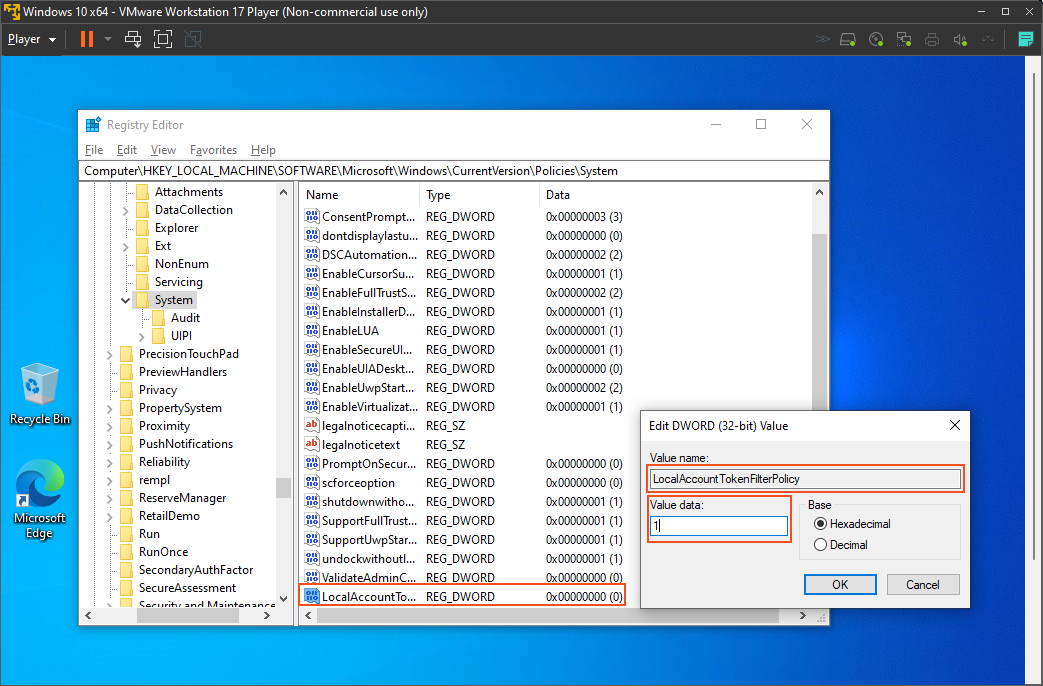 Windows 10 x64 - VMware Workstation 17 Player (Non-commercial use only)
Player
Registry Editor
File Edit View Favorites Help
Computer\HKEY_LOCAL_MACHINE\SOFTWARE\Microsoft\Windows\CurrentVersion\Policies\System
Attachments
DataCollection
Explorer
Ext
NonEnum
Servicing
System
Audit
UIPI
PrecisionTouchPad
PreviewHandlers
Privacy
PropertySystem
Proximity
PushNotifications
Reliability
rempl
ReserveManager
RetailDemo
Run
RunOnce
SecondaryAuthFactor
SecureAssessment
Security and Maintenance
Name Type Data
ConsentPrompt... REG_DWORD 0x00000003 (3)
dontdisplaylastu... REG_DWORD 0x00000000 (0)
DSCAutomation... REG_DWORD 0x00000002 (2)
EnableCursorSu... REG_DWORD 0x00000001 (1)
EnableFullTrustS... REG_DWORD 0x00000002 (2)
EnableInstallerD... REG_DWORD 0x00000001 (1)
EnableLUA REG_DWORD 0x00000001 (1)
EnableSecureUI... REG_DWORD 0x00000001 (1)
EnableUIADeskt... REG_DWORD 0x00000000 (0)
EnableUwpStart... REG_DWORD 0x00000002 (2)
EnableVirtualizat... REG_DWORD 0x00000001 (1)
legalnoticecapti... REG_SZ
legalnoticetext REG_SZ
PromptOnSecur... REG_DWORD 0x00000000 (0)
scforceoption REG_DWORD 0x00000000 (0)
shutdownwitho... REG_DWORD 0x00000001 (1)
SupportFullTrust... REG_DWORD 0x00000001 (1)
SupportUwpStar... REG_DWORD 0x00000001 (1)
undockwithoutl... REG_DWORD 0x00000001 (1)
ValidateAdminC... REG_DWORD 0x00000000 (0)
LocalAccountTo... REG_DWORD 0x00000000 (0)
Edit DWORD (32-bit) Value
Value name:
LocalAccountTokenFilterPolicy
Value data:
1
Base
Hexadecimal
Decimal
OK Cancel
Recycle Bin
Microsoft
Edge